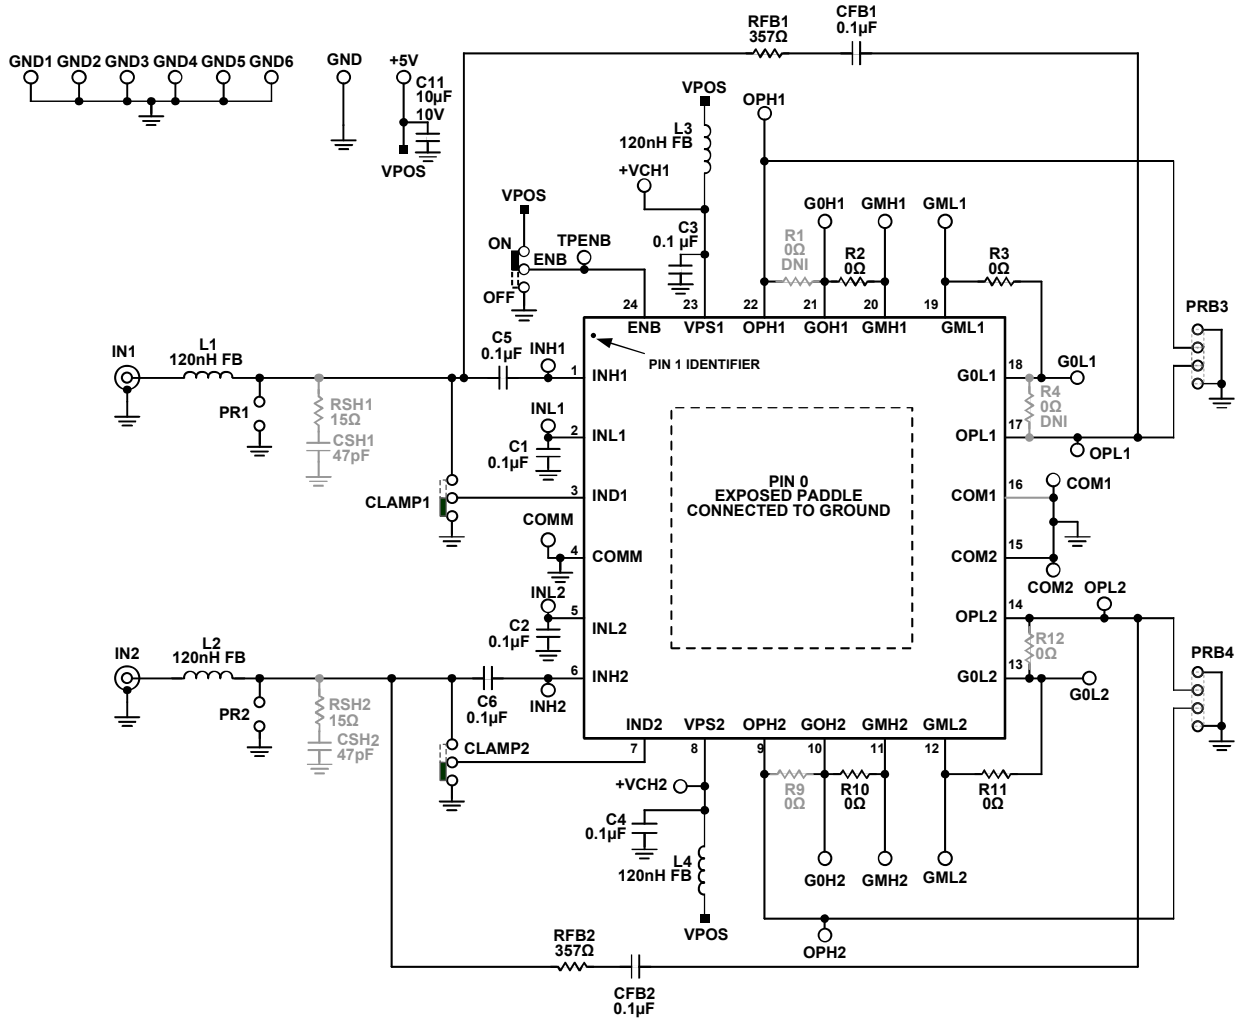 GND1 GND2 GND3 GND4 GND5 GND6
GND
+5V
C11
10µF
10V
VPOS
RFB1
357Ω
CFB1
0.1µF
VPOS
L3
120nH FB
+VCH1
C3
0.1 µF
OPH1
VPOS
ON
ENB
OFF
TPENB
R1
0Ω
DNI
G0H1
R2
0Ω
GMH1
GML1
R3
0Ω
24 23 22 21 20 19
ENB VPS1 OPH1 GOH1 GMH1 GML1
PIN 1 IDENTIFIER
IN1
L1
120nH FB
PR1
RSH1
15Ω
CSH1
47pF
C5
0.1µF
INH1
1 INH1
INL1
C1
0.1µF
2 INL1
CLAMP1
3 IND1
COMM
4 COMM
INL2
C2
0.1µF
5 INL2
6 INH2
PIN 0
EXPOSED PADDLE
CONNECTED TO GROUND
G0L1 18
G0L1
R4
0Ω
DNI
OPL1 17
OPL1
COM1 16
COM1
COM2 15
COM2
OPL2 14
OPL2
R12
0Ω
G0L2 13
G0L2
PRB3
PRB4
IN2
L2
120nH FB
PR2
RSH2
15Ω
CSH2
47pF
C6
0.1µF
INH2
CLAMP2
IND2 VPS2 OPH2 GOH2 GMH2 GML2
7 8 9 10 11 12
+VCH2
C4
0.1µF
L4
120nH FB
VPOS
R9
0Ω
R10
0Ω
R11
0Ω
G0H2 GMH2 GML2
OPH2
RFB2
357Ω
CFB2
0.1µF